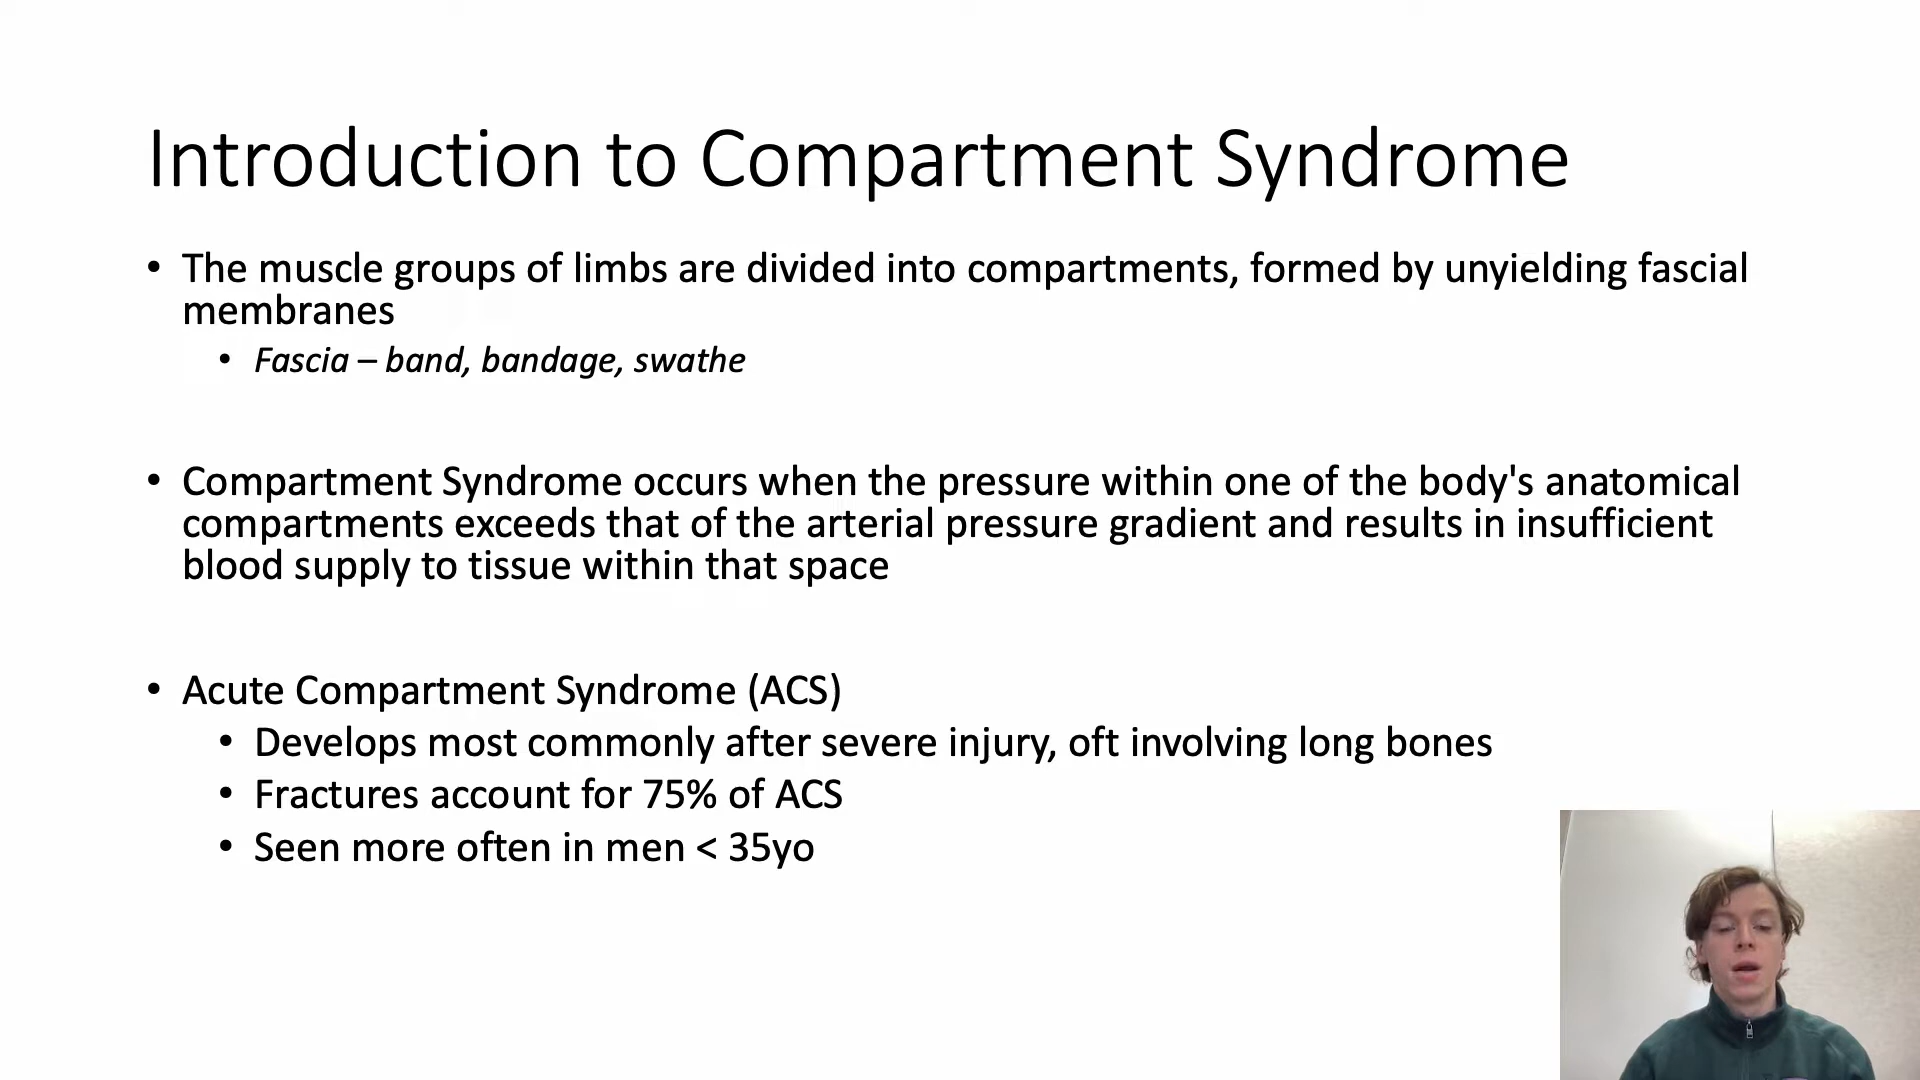 Introduction to Compartment Syndrome
• The muscle groups of limbs are divided into compartments, formed by unyielding fascial
membranes
• Fascia – band, bandage, swathe
• Compartment Syndrome occurs when the pressure within one of the body's anatomical
compartments exceeds that of the arterial pressure gradient and results in insufficient
blood supply to tissue within that space
• Acute Compartment Syndrome (ACS)
• Develops most commonly after severe injury, oft involving long bones
• Fractures account for 75% of ACS
• Seen more often in men < 35yo